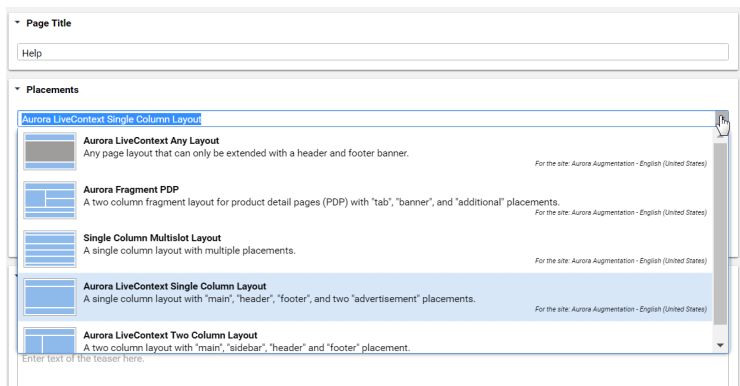 Page Title
Help
Placements
Aurora LiveContext Single Column Layout
Aurora LiveContext Any Layout
Any page layout that can only be extended with a header and footer banner.
For the site: Aurora Augmentation - English (United States)
Aurora Fragment PDP
A two column fragment layout for product detail pages (PDP) with "tab", "banner", and "additional" placements.
For the site: Aurora Augmentation - English (United States)
Single Column Multislot Layout
A single column layout with multiple placements.
For the site: Aurora Augmentation - English (United States)
Aurora LiveContext Single Column Layout
A single column layout with "main", "header", "footer", and two "advertisement" placements.
For the site: Aurora Augmentation - English (United States)
Aurora LiveContext Two Column Layout
A two column layout with "main", "sidebar", "header" and "footer" placement.
Enter text of the teaser here.